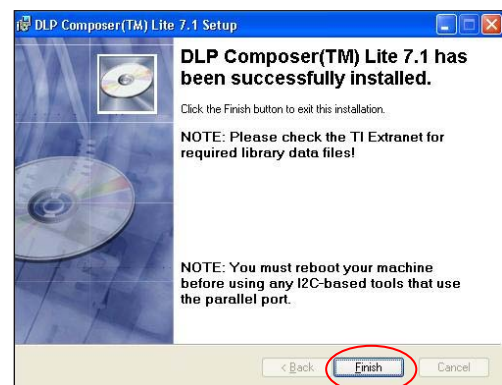 DLP Composer(TM) Lite 7.1 Setup
DLP Composer(TM) Lite 7.1 has
been successfully installed.
Click the Finish button to exit this installation.
NOTE: Please check the TI Extranet for
required library data files!
NOTE: You must reboot your machine
before using any I2C-based tools that use
the parallel port.
< Back
Finish
Cancel